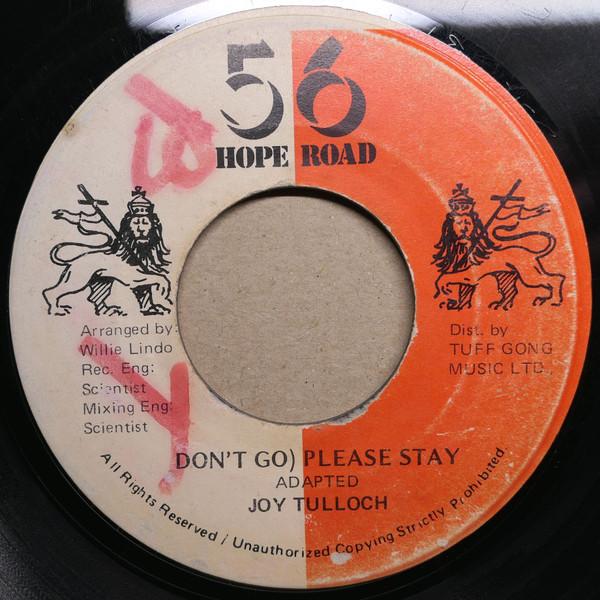 56
HOPE ROAD
Arranged by:
Willie Lindo
Rec. Eng:
Scientist
Mixing Eng:
Scientist
Dist. by
TUFF GONG
MUSIC LTD.,
DON'T GO) PLEASE STAY
ADAPTED
JOY TULLOCH
All Rights Reserved / Unauthorized Copying Strictly Prohibited